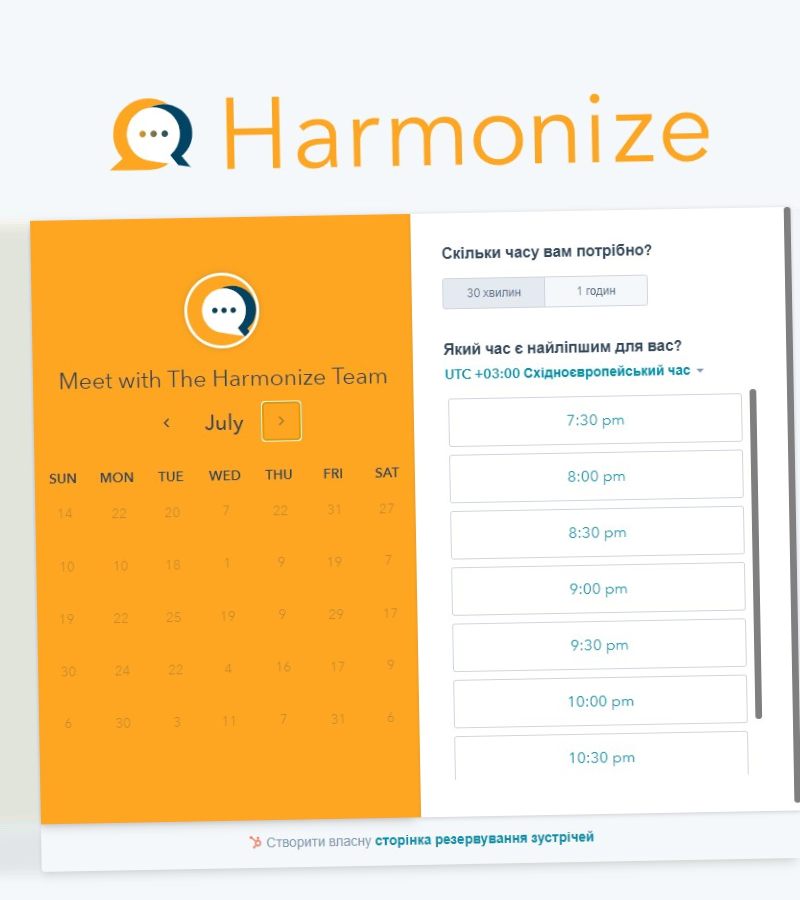 Harmonize
Meet with The Harmonize Team
July
SUN MON TUE WED THU FRI SAT
14 22 20 7 22 31 27
10 10 18 1 9 19 7
19 22 25 19 9 29 17
30 24 22 4 16 17 9
6 30 3 11 7 31 6
Скільки часу вам потрібно?
30 хвилин 1 годин
Який час є найліпшим для вас?
UTC +03:00 Східноєвропейський час
7:30 pm
8:00 pm
8:30 pm
9:00 pm
9:30 pm
10:00 pm
10:30 pm
Створити власну сторінка резервування зустрічей